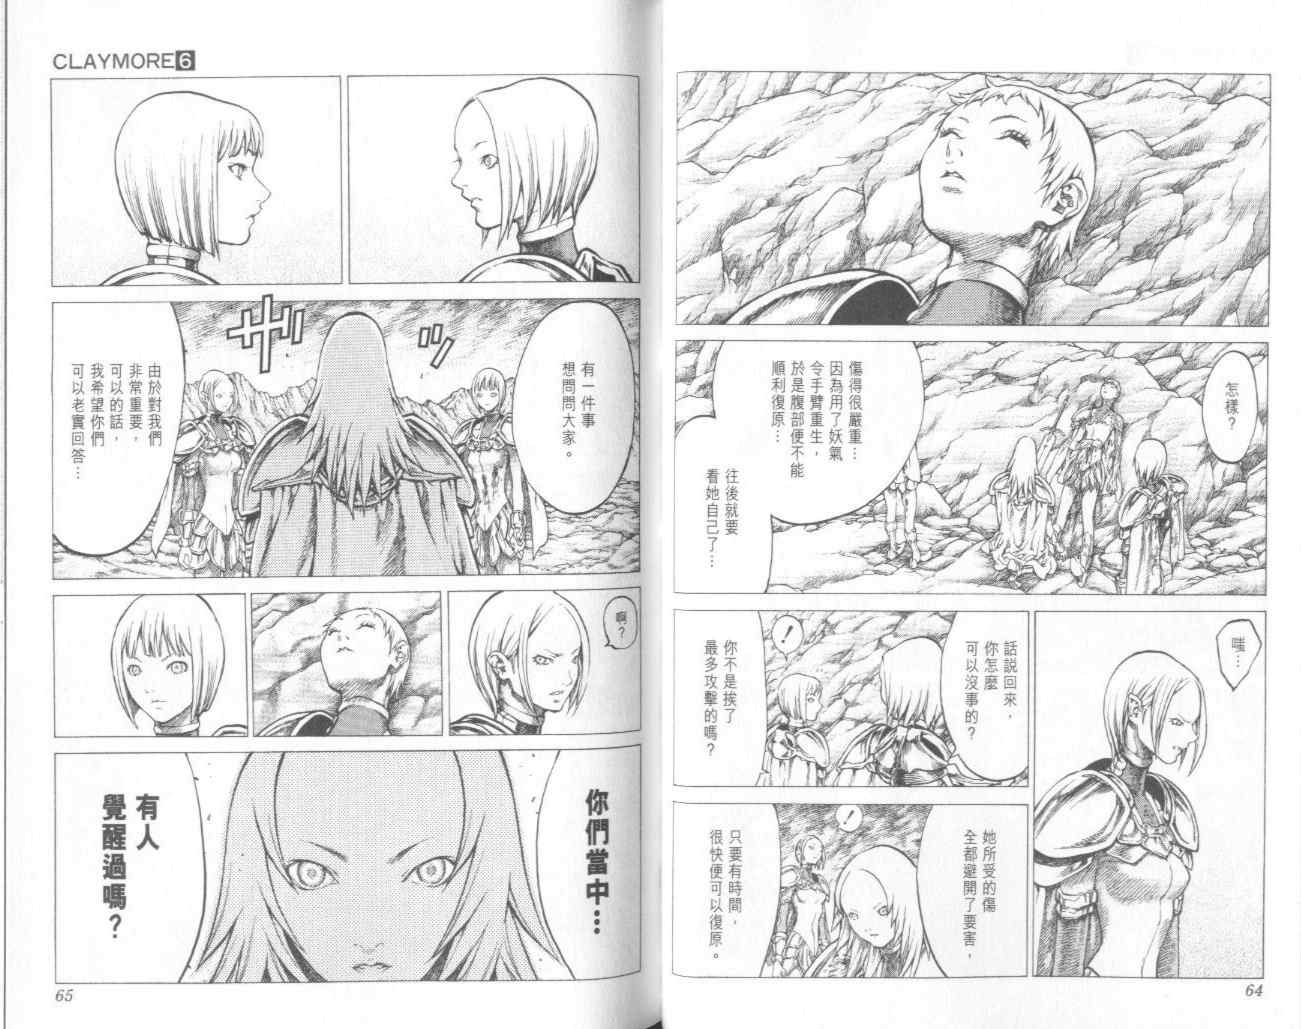 怎樣？
傷得很嚴重…
因為用了妖氣
令手臂重生，
於是腹部便不能
順利復原…
往後就要
看她自己了…
嗤…
話説回來，
你怎麼
可以沒事的？
！
你不是挨了
最多攻擊的嗎？
她所受的傷
全都避開了要害，
！
只要有時間，
很快便可以復原。
64
CLAYMORE 6
有一件事
想問問大家。
由於對我們
非常重要，
可以的話，
我希望你們
可以老實回答…
啊？
你們當中…
有人
覺醒過嗎？
65